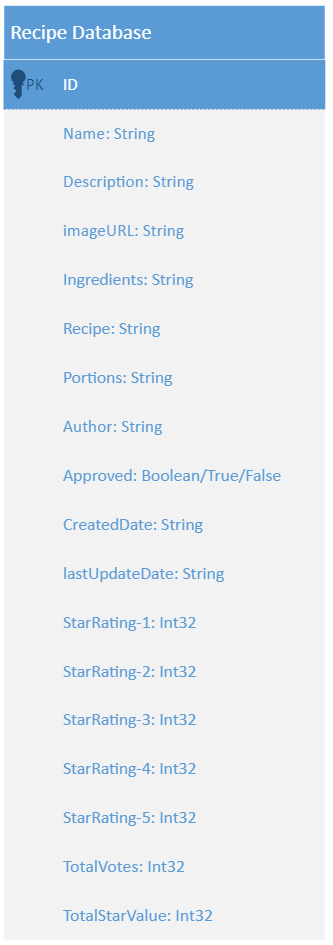 Recipe Database
PK ID
Name: String
Description: String
imageURL: String
Ingredients: String
Recipe: String
Portions: String
Author: String
Approved: Boolean/True/False
CreatedDate: String
lastUpdateDate: String
StarRating-1: Int32
StarRating-2: Int32
StarRating-3: Int32
StarRating-4: Int32
StarRating-5: Int32
TotalVotes: Int32
TotalStarValue: Int32